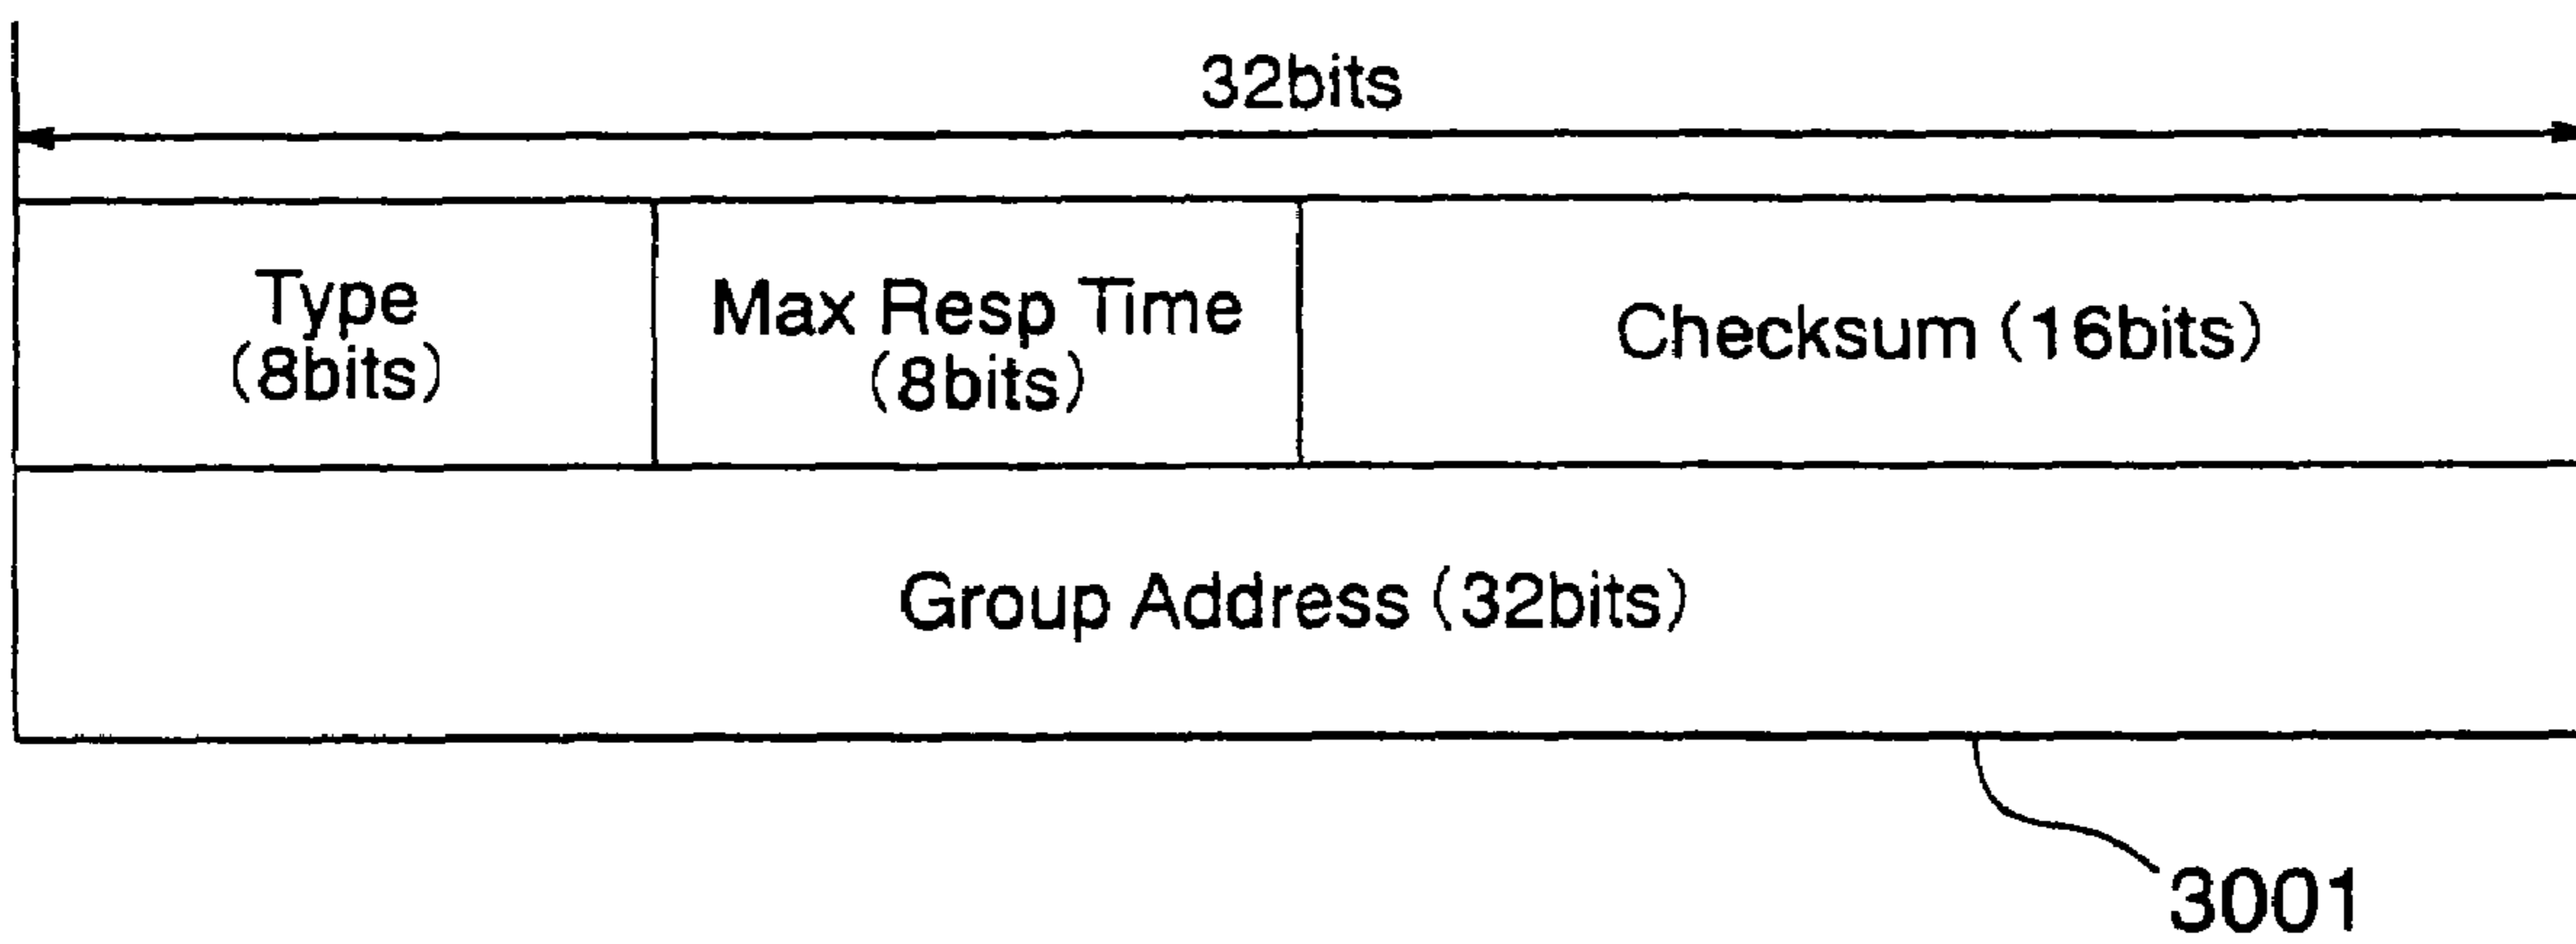 32bits
Type
(8bits)
Max Resp Time
(8bits)
Checksum (16bits)
Group Address (32bits)
3001